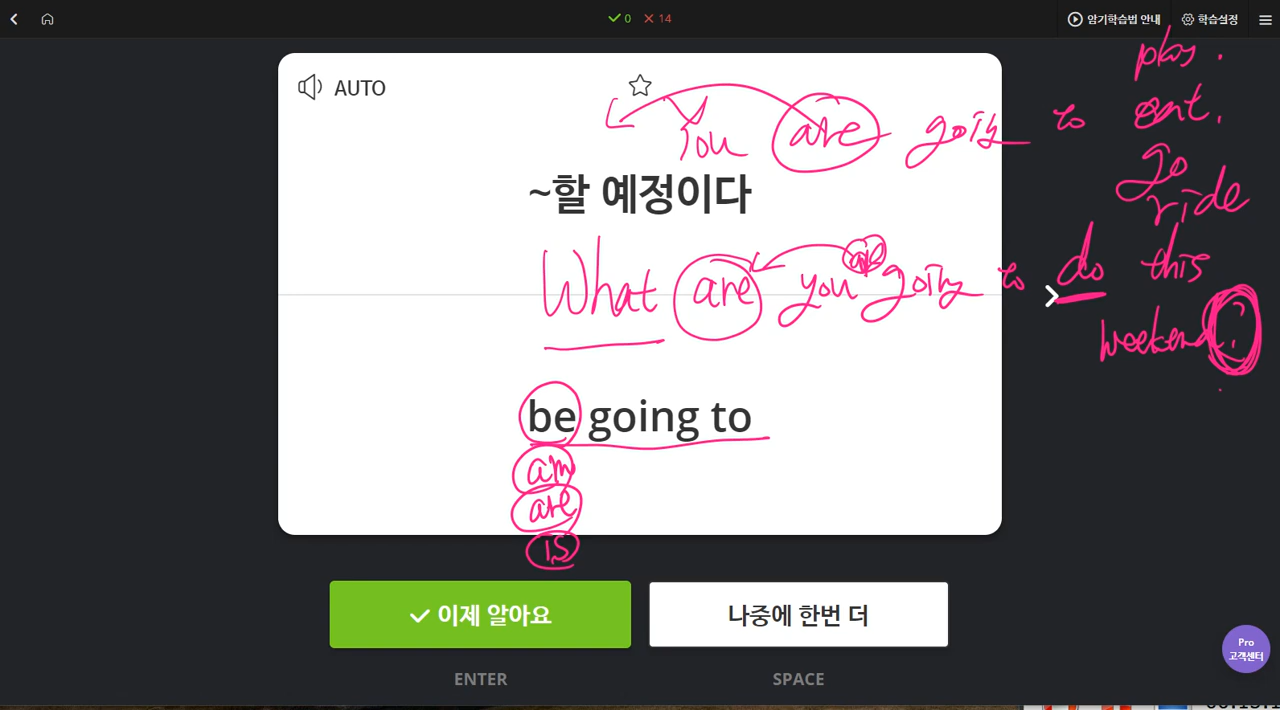 0 14 암기학습법 안내 학습설정
play.
AUTO
You are going to eat.
go
ride
~할 예정이다
are
What are you going to do this
weekend?
be going to
am
are
is
이제 알아요 나중에 한번 더
Pro
고객센터
ENTER SPACE